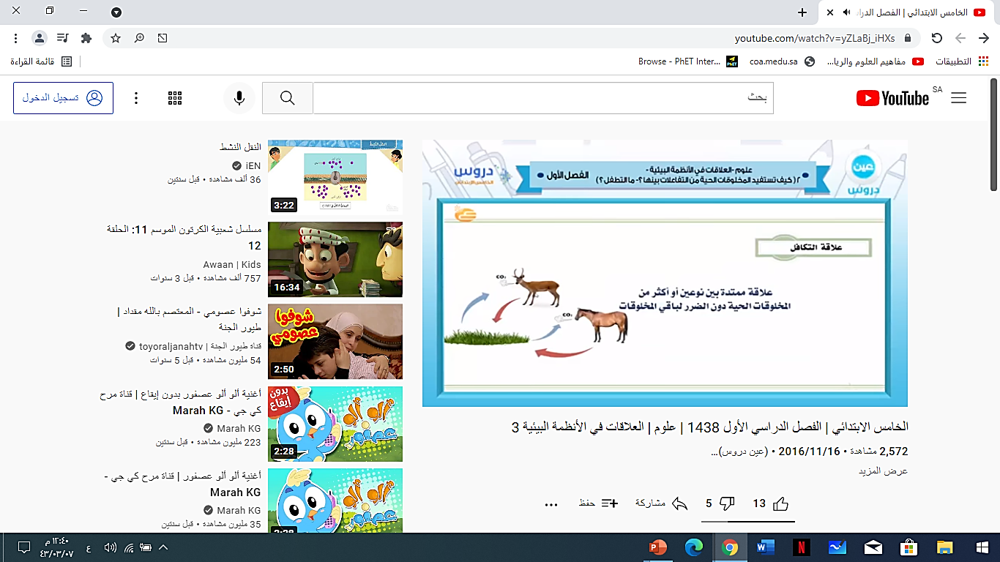 الخامس الابتدائي | الفصل الدرا
youtube.com/watch?v=yZLaBj_iHXs
التطبيقات
مفاهيم العلوم والريا...
coa.medu.sa
Browse - PhET Inter...
قائمة القراءة
YouTube SA
بحث
تسجيل الدخول
عين
دروس
علوم -العلاقات في الأنظمة البيئية -
٢( كيف تستفيد المخلوقات الحية من التفاعلات بينها ؟- ما التطفل ؟)
الفصل الأول
دروس
علاقة التكافل
علاقة ممتدة بين نوعين أو أكثر من
المخلوقات الحية دون الضرر لباقي المخلوقات
CO₂
CO₂
الخامس الابتدائي | الفصل الدراسي الأول 1438 | علوم | العلاقات في الأنظمة البيئية 3
2,572 مشاهدة • 2016/11/16 • (عين دروس)...
عرض المزيد
13
5
مشاركة
حفظ
3:22
النقل النشط
iEN
36 ألف مشاهدة • قبل سنتين
16:34
مسلسل شعبية الكرتون الموسم 11: الحلقة
12
Awaan | Kids
757 ألف مشاهدة • قبل 3 سنوات
شوفوا
عصومي
2:50
شوفوا عصومي - المعتصم بالله مقداد |
طيور الجنة
قناة طيور الجنة | toyoraljanahtv
54 مليون مشاهدة • قبل 5 سنوات
بدون
إيقاع
ألو ألو
عصفور
2:28
أغنية ألو ألو عصفور بدون إيقاع | قناة مرح
كي جي - Marah KG
Marah KG
223 مليون مشاهدة • قبل سنتين
ألو ألو
عصفور
أغنية ألو ألو عصفور | قناة مرح كي جي -
Marah KG
Marah KG
35 مليون مشاهدة • قبل سنتين
ع
١٢:٤٠ م
٤٣/٠٣/٠٧